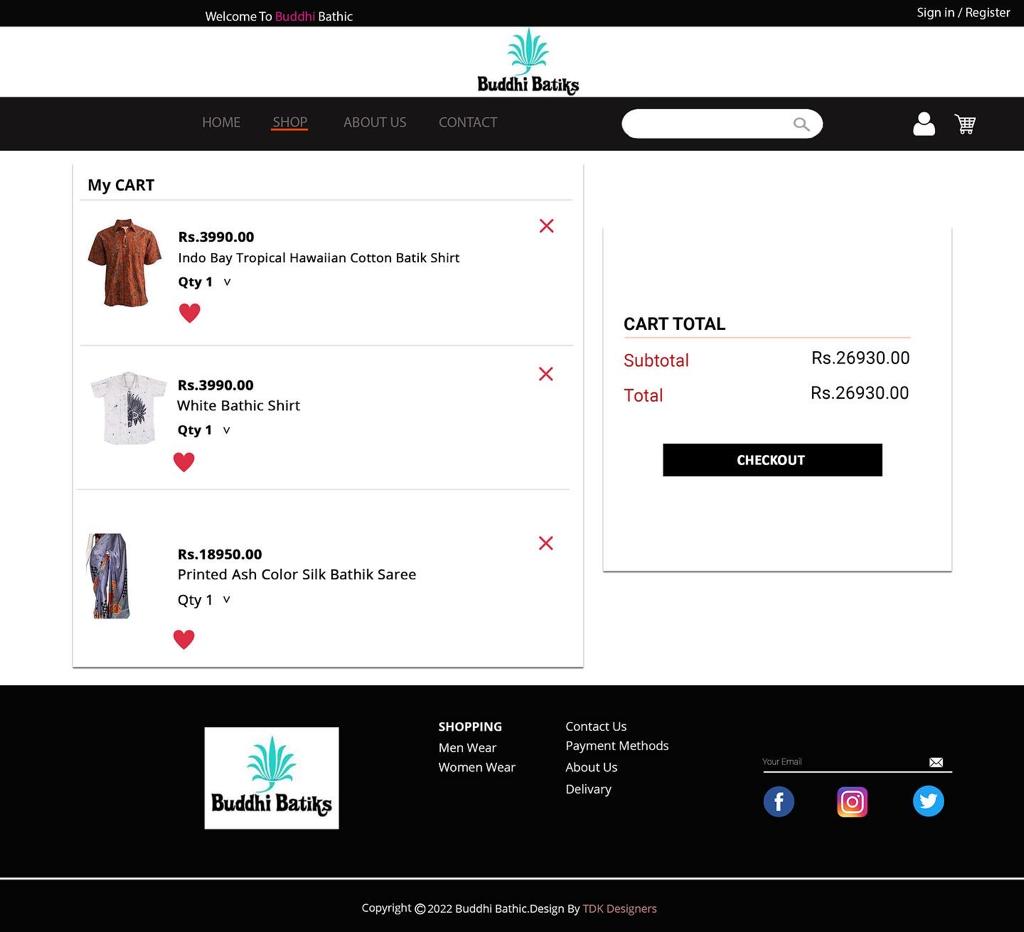 Welcome To Buddhi Bathic
Sign in / Register
Buddhi Batiks
HOME
SHOP
ABOUT US
CONTACT
My CART
Rs.3990.00
Indo Bay Tropical Hawaiian Cotton Batik Shirt
Qty 1 v
Rs.3990.00
White Bathic Shirt
Qty 1 v
Rs.18950.00
Printed Ash Color Silk Bathik Saree
Qty 1 v
CART TOTAL
Subtotal Rs.26930.00
Total Rs.26930.00
CHECKOUT
Buddhi Batiks
SHOPPING
Men Wear
Women Wear
Contact Us
Payment Methods
About Us
Delivary
Your Email
Copyright ©2022 Buddhi Bathic.Design By TDK Designers